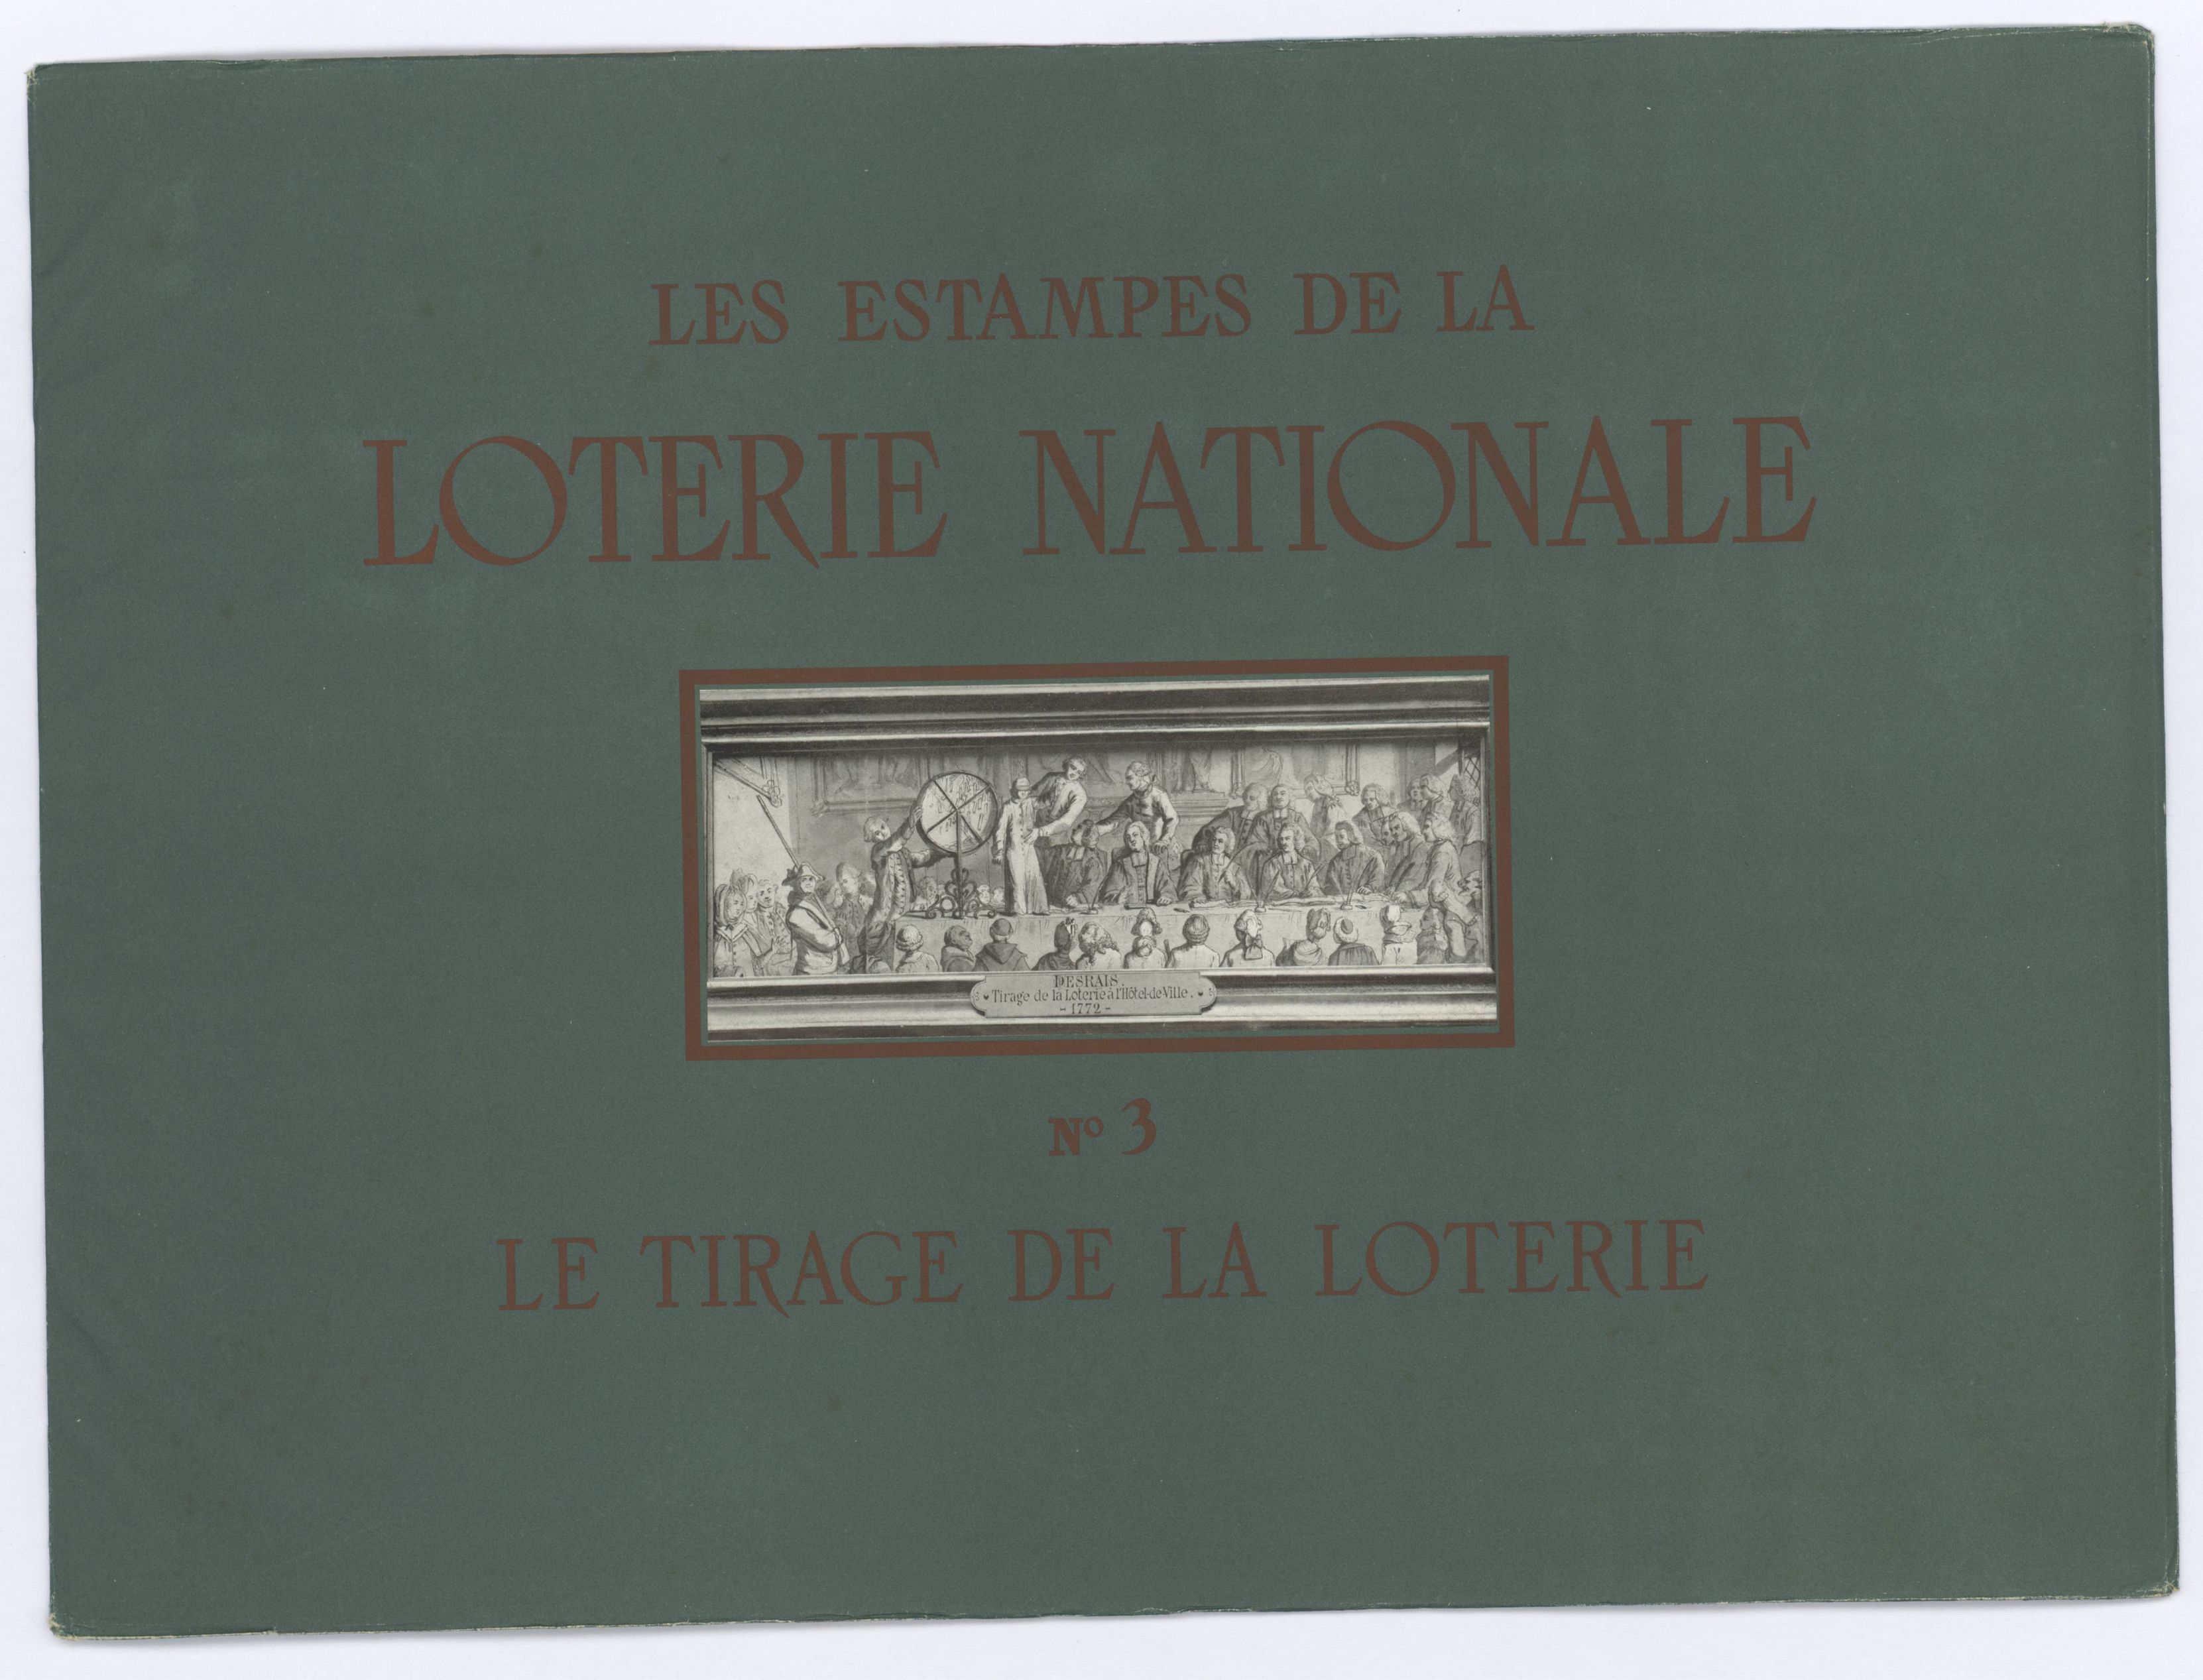 LES ESTAMPES DE LA
LOTERIE NATIONALE
DESRAIS.
Tirage de la Loterie à l'Hôtel-de-Ville.
- 1772 -
No 3
LE TIRAGE DE LA LOTERIE